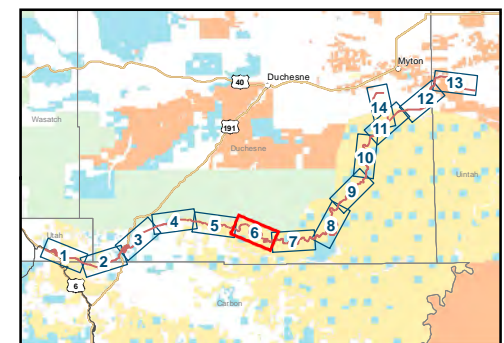 Myton
40
Duchesne
13
12
14
Wasatch
191
11
Duchesne
10
Uintah
9
4
5
8
Utah
3
6
7
1
2
6
Carbon